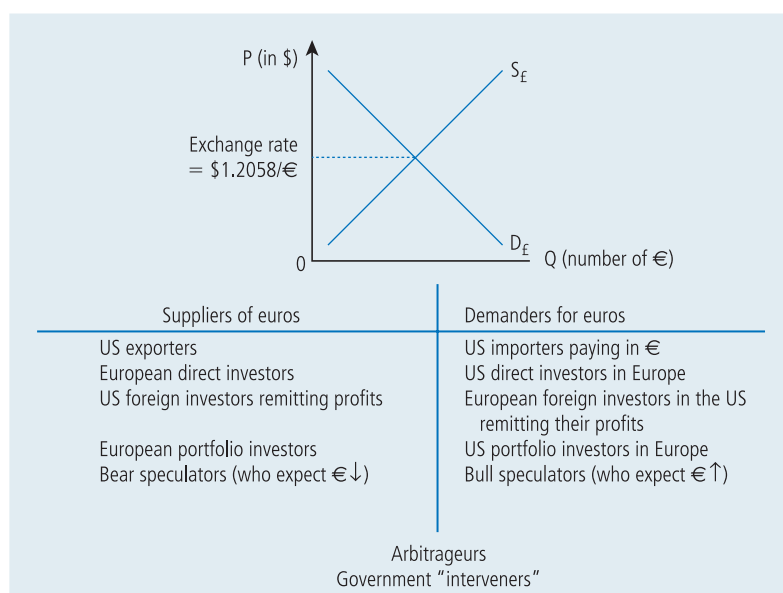 P (in $)
S£
Exchange rate
= $1.2058/€
D£
0
Q (number of €)
Suppliers of euros
US exporters
European direct investors
US foreign investors remitting profits
European portfolio investors
Bear speculators (who expect €↓)
Demanders for euros
US importers paying in €
US direct investors in Europe
European foreign investors in the US
remitting their profits
US portfolio investors in Europe
Bull speculators (who expect €↑)
Arbitrageurs
Government “interveners”